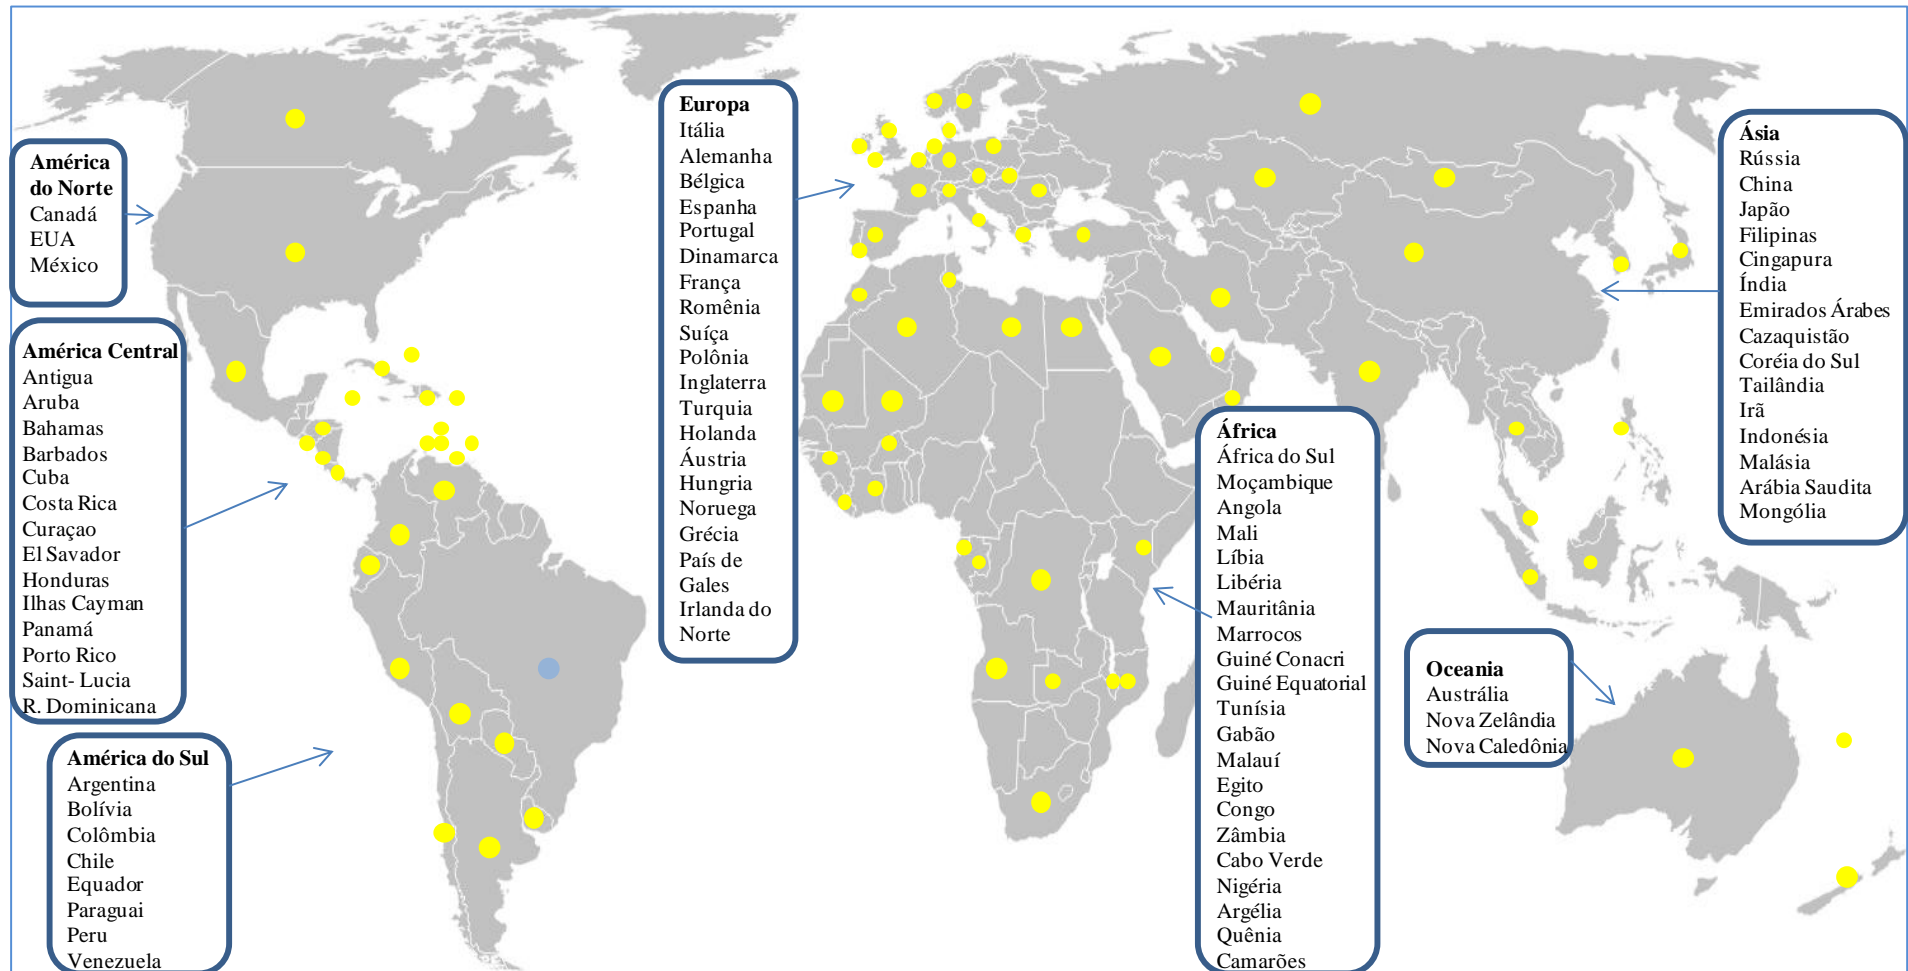 América
do Norte
Canadá
EUA
México
América Central
Antigua
Aruba
Bahamas
Barbados
Cuba
Costa Rica
Curaçao
El Savador
Honduras
Ilhas Cayman
Panamá
Porto Rico
Saint- Lucia
R. Dominicana
América do Sul
Argentina
Bolívia
Colômbia
Chile
Equador
Paraguai
Peru
Venezuela
Europa
Itália
Alemanha
Bélgica
Espanha
Portugal
Dinamarca
França
Romênia
Suíça
Polônia
Inglaterra
Turquia
Holanda
Áustria
Hungria
Noruega
Grécia
País de
Gales
Irlanda do
Norte
África
África do Sul
Moçambique
Angola
Mali
Líbia
Libéria
Mauritânia
Marrocos
Guiné Conacri
Guiné Equatorial
Tunísia
Gabão
Malauí
Egito
Congo
Zâmbia
Cabo Verde
Nigéria
Argélia
Quênia
Camarões
Ásia
Rússia
China
Japão
Filipinas
Cingapura
Índia
Emirados Árabes
Cazaquistão
Coréia do Sul
Tailândia
Irã
Indonésia
Malásia
Arábia Saudita
Mongólia
Oceania
Austrália
Nova Zelândia
Nova Caledônia